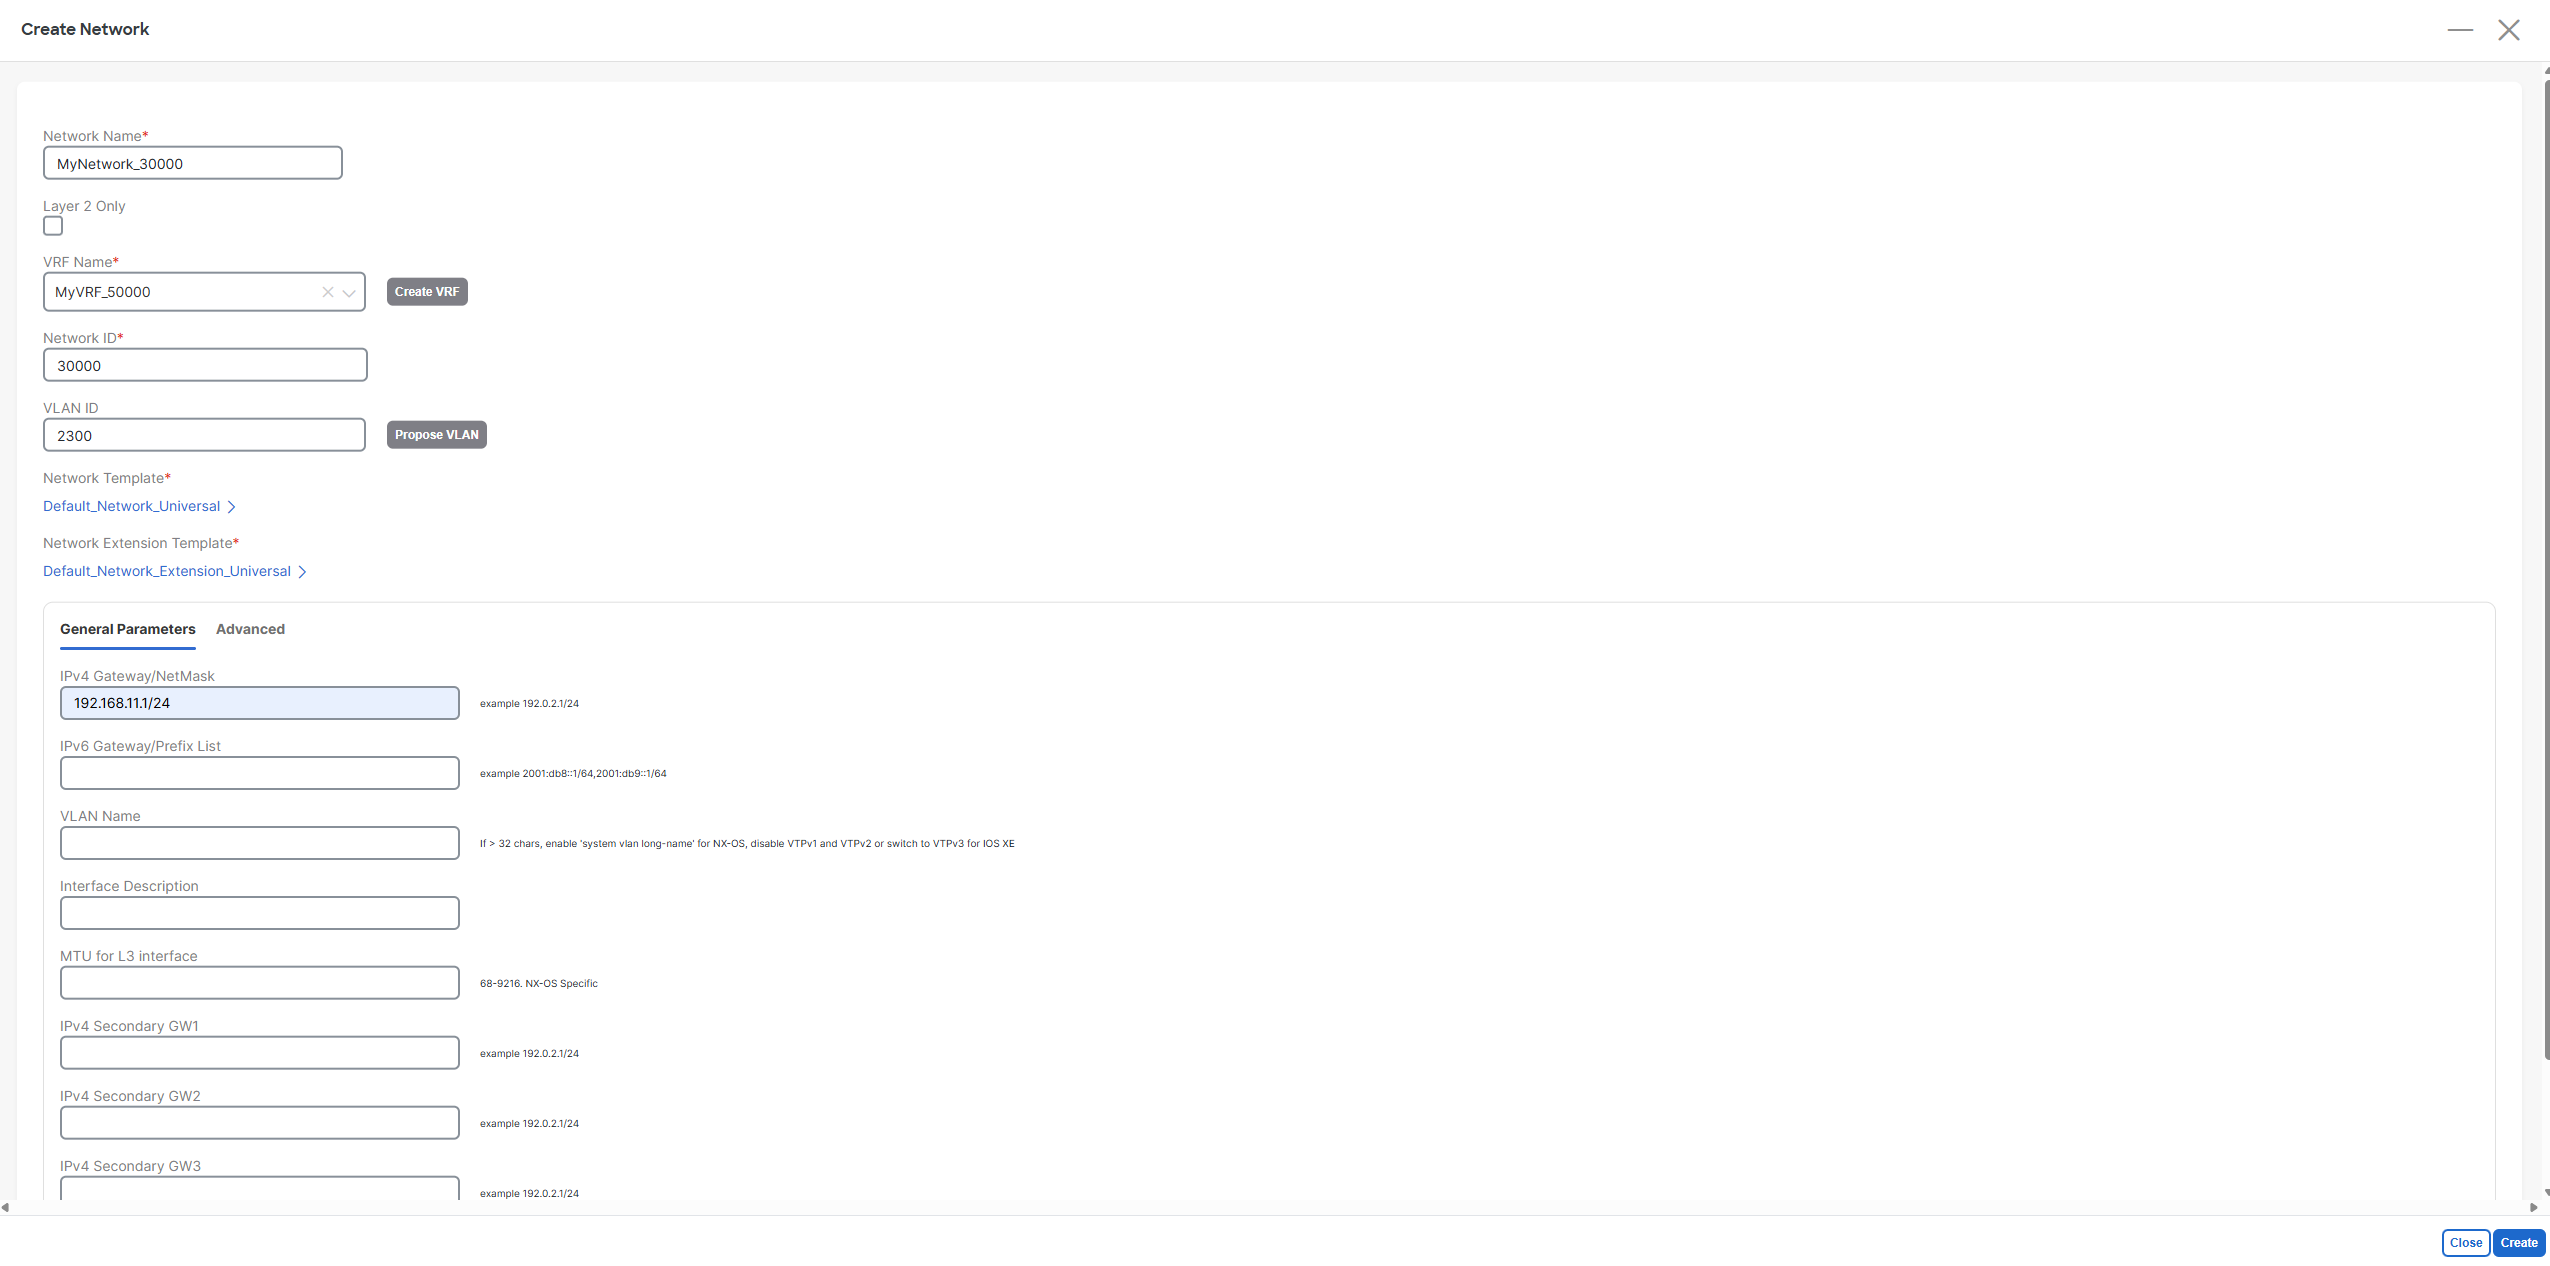 Create Network
Network Name*
MyNetwork_30000
Layer 2 Only
VRF Name*
MyVRF_50000
Create VRF
Network ID*
30000
VLAN ID
2300
Propose VLAN
Network Template*
Default_Network_Universal
Network Extension Template*
Default_Network_Extension_Universal
General Parameters Advanced
IPv4 Gateway/NetMask
192.168.11.1/24
example 192.0.2.1/24
IPv6 Gateway/Prefix List
example 2001:db8::1/64,2001:db9::1/64
VLAN Name
If > 32 chars, enable 'system vlan long-name' for NX-OS, disable VTPv1 and VTPv2 or switch to VTPv3 for IOS XE
Interface Description
MTU for L3 interface
68-9216. NX-OS Specific
IPv4 Secondary GW1
example 192.0.2.1/24
IPv4 Secondary GW2
example 192.0.2.1/24
IPv4 Secondary GW3
example 192.0.2.1/24
Close Create